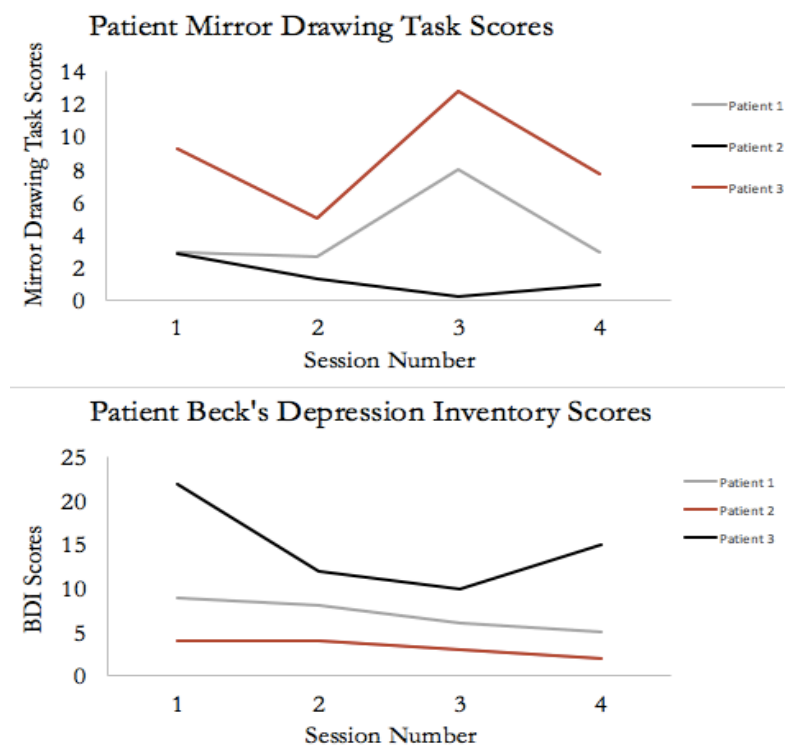 Patient Mirror Drawing Task Scores
Mirror Drawing Task Scores
14
12
10
8
6
4
2
0
1 2 3 4
Session Number
Patient 1
Patient 2
Patient 3
Patient Beck's Depression Inventory Scores
BDI Scores
25
20
15
10
5
0
1 2 3 4
Session Number
Patient 1
Patient 2
Patient 3